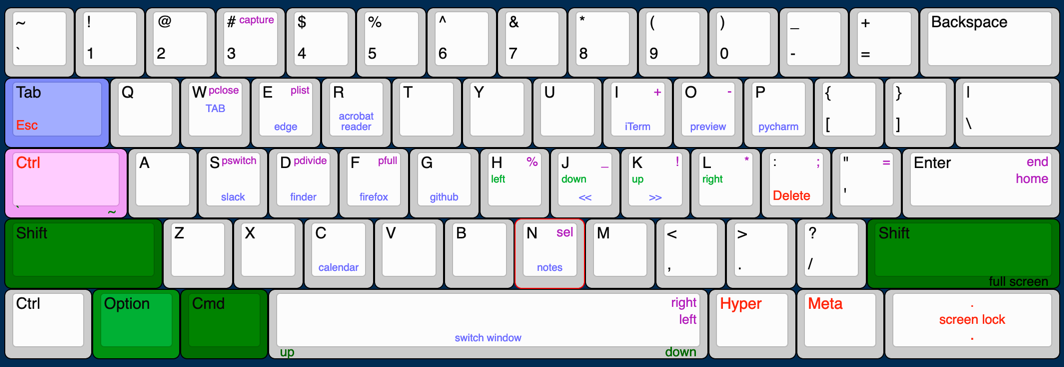 ~ ! @ # capture $ % ^ & * ( ) _ + Backspace
` 1 2 3 4 5 6 7 8 9 0 - =
Tab Q W pclose E plist R T Y U I + O - P { } |
TAB acrobat
Esc edge reader iTerm preview pycharm [ ] \
Ctrl A S pswitch D pdivide F pfull G H % J _ K ! L * : ; " = Enter end
left down up right home
slack finder firefox github << >> Delete '
` ~
Shift Z X C V B N sel M < > ? Shift
calendar notes , . /
full screen
Ctrl Option Cmd right Hyper Meta .
left screen lock
switch window .
up down